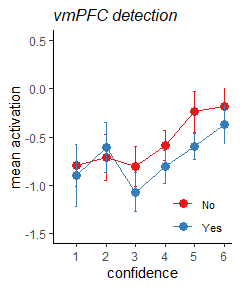 vmPFC detection
mean activation
0.5
0.0
-0.5
-1.0
-1.5
No
Yes
1 2 3 4 5 6
confidence